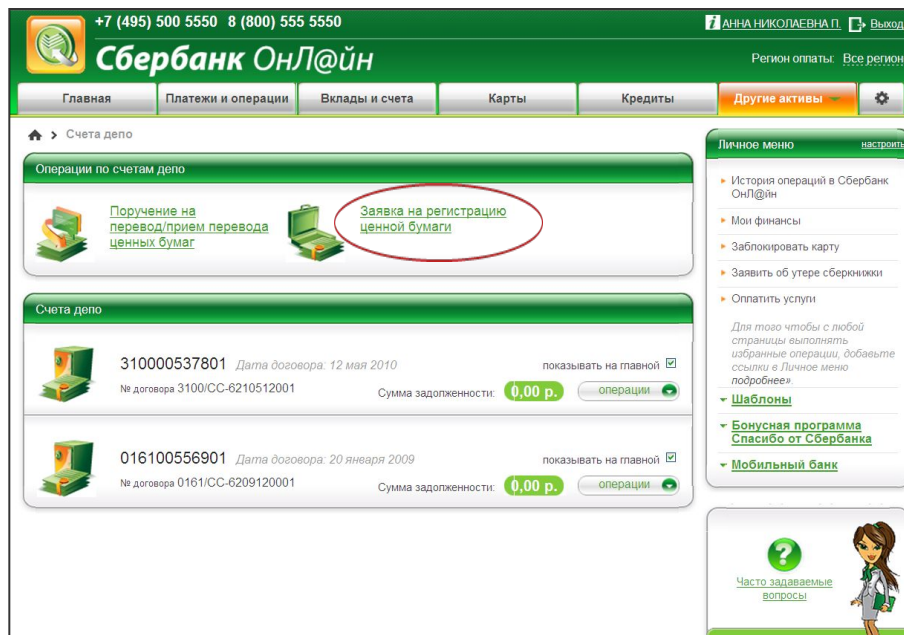 +7 (495) 500 5550 8 (800) 555 5550
АННА НИКОЛАЕВНА П. Выход
Сбербанк ОнЛ@йн
Регион оплаты: Все регион
Главная
Платежи и операции
Вклады и счета
Карты
Кредиты
Другие активы
Счета депо
Операции по счетам депо
Поручение на
перевод/прием перевода
ценных бумаг
Заявка на регистрацию
ценной бумаги
Счета депо
310000537801 Дата договора: 12 мая 2010
показывать на главной
№ договора 3100/СС-6210512001
Сумма задолженности: 0,00 р.
операции
016100556901 Дата договора: 20 января 2009
показывать на главной
№ договора 0161/СС-6209120001
Сумма задолженности: 0,00 р.
операции
Личное меню
настроить
История операций в Сбербанк
ОнЛ@йн
Мои финансы
Заблокировать карту
Заявить об утере сберкнижки
Оплатить услуги
Для того чтобы с любой
страницы выполнять
избранные операции, добавьте
ссылки в Личное меню
подробнее».
Шаблоны
Бонусная программа
Спасибо от Сбербанка
Мобильный банк
Часто задаваемые
вопросы